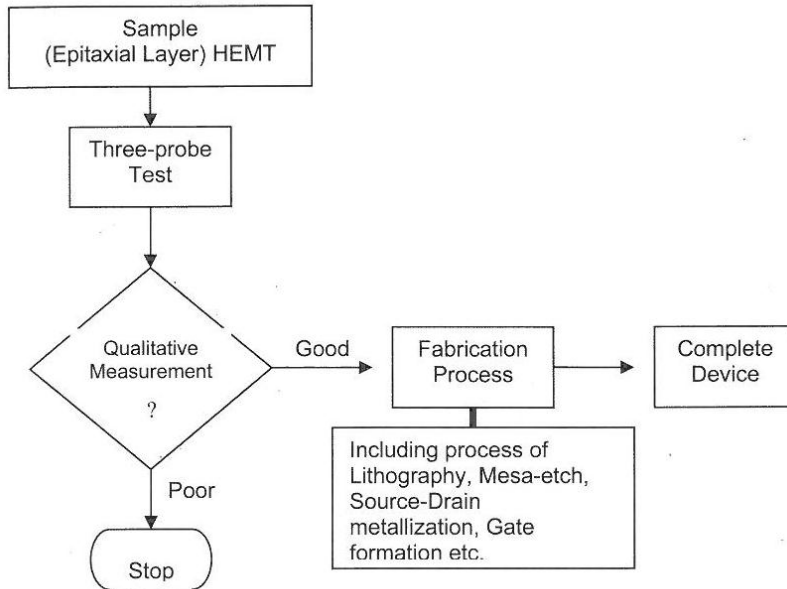 Sample
(Epitaxial Layer) HEMT
Three-probe
Test
Qualitative
Measurement
?
Good
Fabrication
Process
Complete
Device
Including process of
Lithography, Mesa-etch,
Source-Drain
metallization, Gate
formation etc.
Poor
Stop